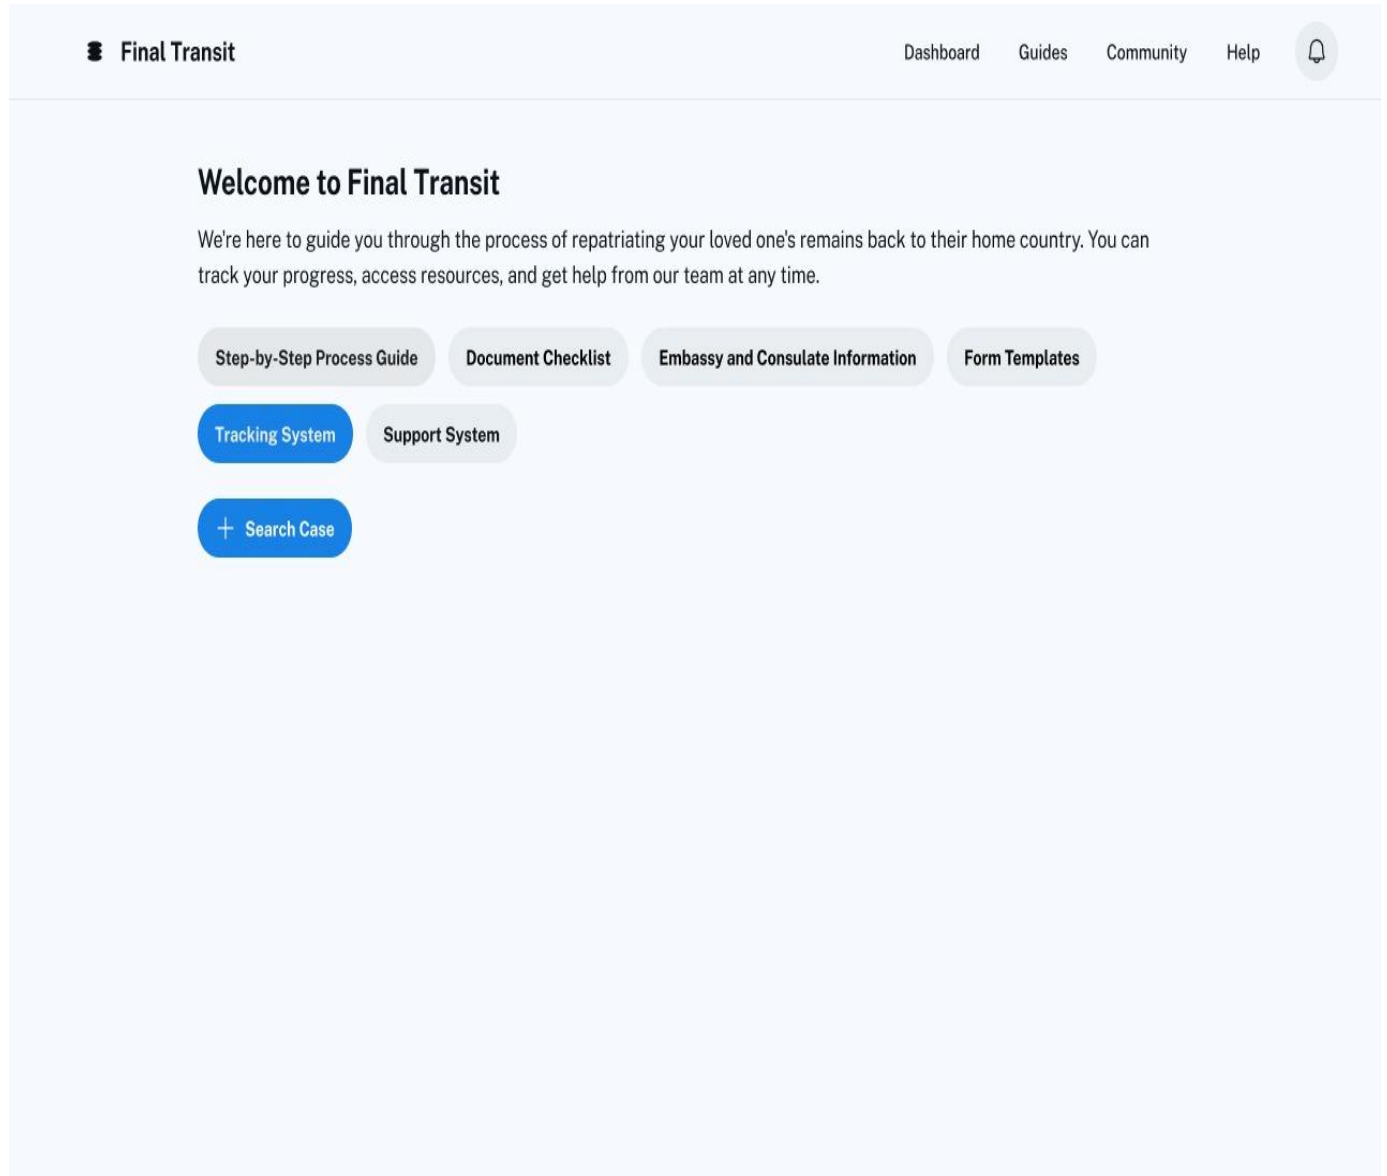 Final Transit
Dashboard
Guides
Community
Help
Welcome to Final Transit
We're here to guide you through the process of repatriating your loved one's remains back to their home country. You can
track your progress, access resources, and get help from our team at any time.
Step-by-Step Process Guide
Document Checklist
Embassy and Consulate Information
Form Templates
Tracking System
Support System
Search Case